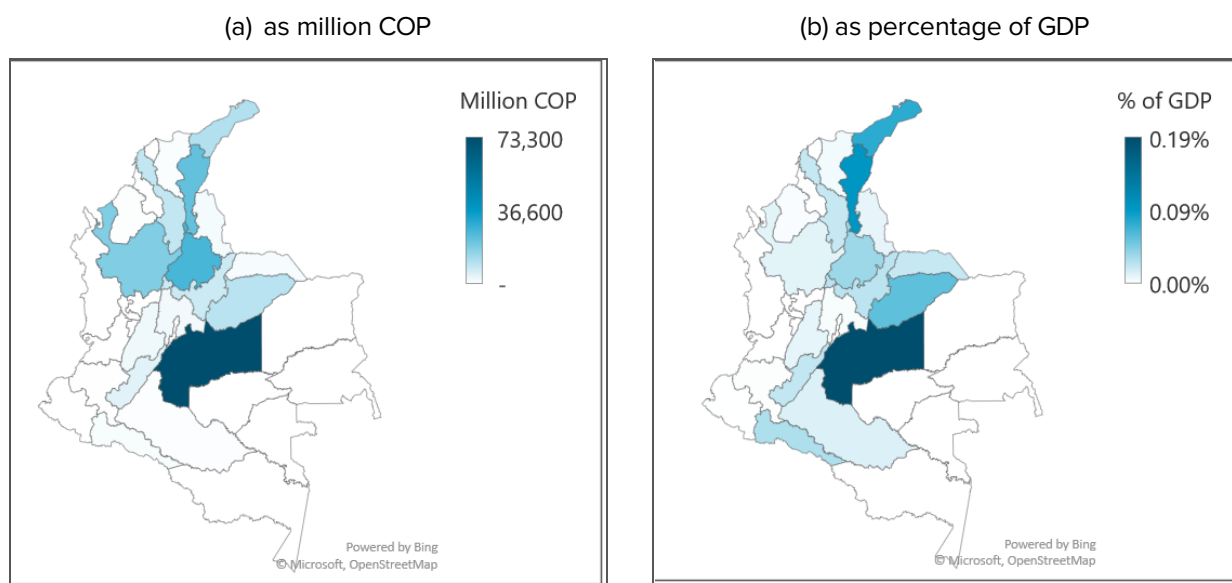 (a) as million COP
(b) as percentage of GDP
Million COP
73,300
36,600
-
Powered by Bing
© Microsoft, OpenStreetMap
% of GDP
0.19%
0.09%
0.00%
Powered by Bing
© Microsoft, OpenStreetMap